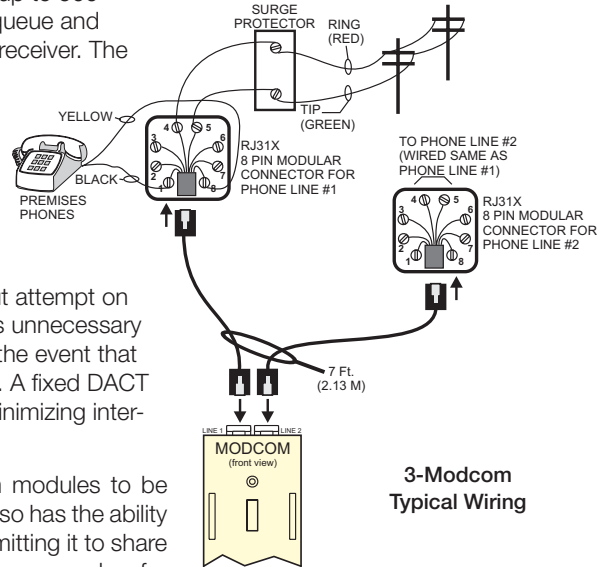 up to 500
queue and
receiver. The
SURGE
PROTECTOR
RING
(RED)
TIP
(GREEN)
YELLOW
BLACK
PREMISES
PHONES
4 5
3 6
2 7
1 8
RJ31X
8 PIN MODULAR
CONNECTOR FOR
PHONE LINE #1
TO PHONE LINE #2
(WIRED SAME AS
PHONE LINE #1)
4 5
3 6
2 7
1 8
RJ31X
8 PIN MODULAR
CONNECTOR FOR
PHONE LINE #2
t attempt on
s unnecessary
the event that
. A fixed DACT
inimizing inter-
modules to be
so has the ability
mitting it to share
7 Ft.
(2.13 M)
LINE 1 LINE 2
MODCOM
(front view)
3-Modcom
Typical Wiring